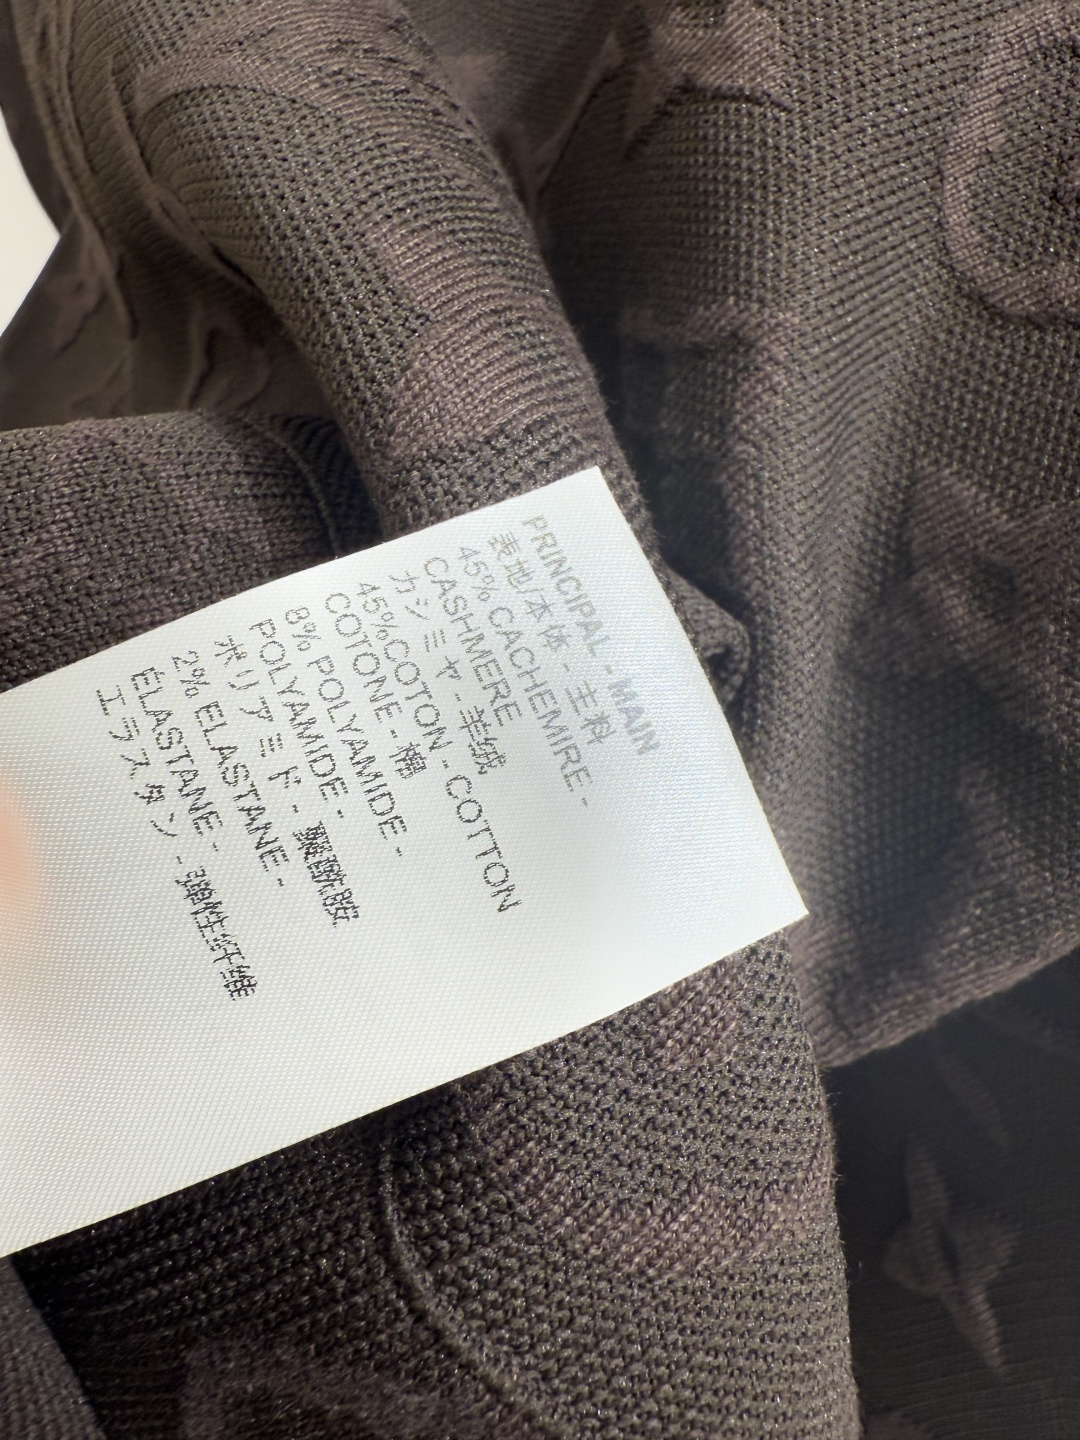 PRINCIPAL - MAIN
表地/本体 - 主料
45% CACHEMIRE -
CASHMERE
カシミヤ - 羊绒
45%COTON - COTTON
COTONE - 棉
8% POLYAMIDE -
POLYAMIDE -
ポリアミド - 聚酰胺
2% ELASTANE -
ELASTANE -
エラスタン - 弹性纤维